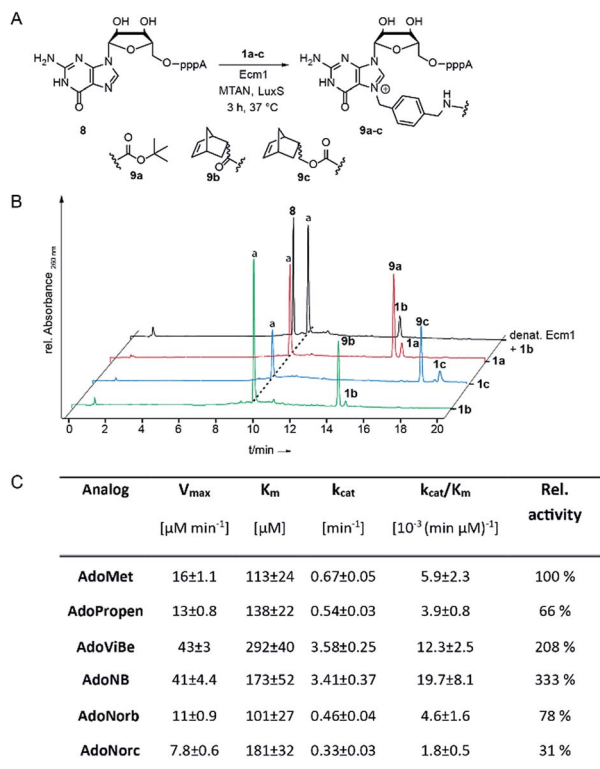 A
OH OH
OH OH
N
N
O
O
pppA
1a-c
N
N
O
O
pppA
H₂N
N
H₂N
N
HN
N
Ecm1
HN
N
⊕
H
N
O
MTAN, LuxS
O
8
3 h, 37 °C
9a-c
O
O
O
O
O
9a
9b
9c
B
rel. Absorbance 260 nm
8
a
a
a
a
9a
1b
9c
9b
1a
1c
1b
denat. Ecm1
+ 1b
1a
1c
1b
0 2 4 6 8 10 12 14 16 18 20
t/min
C
Analog Vmax Km kcat kcat/Km Rel. activity
[µM min⁻¹] [µM] [min⁻¹] [10⁻³ (min µM)⁻¹]
AdoMet 16±1.1 113±24 0.67±0.05 5.9±2.3 100 %
AdoPropen 13±0.8 138±22 0.54±0.03 3.9±0.8 66 %
AdoViBe 43±3 292±40 3.58±0.25 12.3±2.5 208 %
AdoNB 41±4.4 173±52 3.41±0.37 19.7±8.1 333 %
AdoNorb 11±0.9 101±27 0.46±0.04 4.6±1.6 78 %
AdoNorc 7.8±0.6 181±32 0.33±0.03 1.8±0.5 31 %